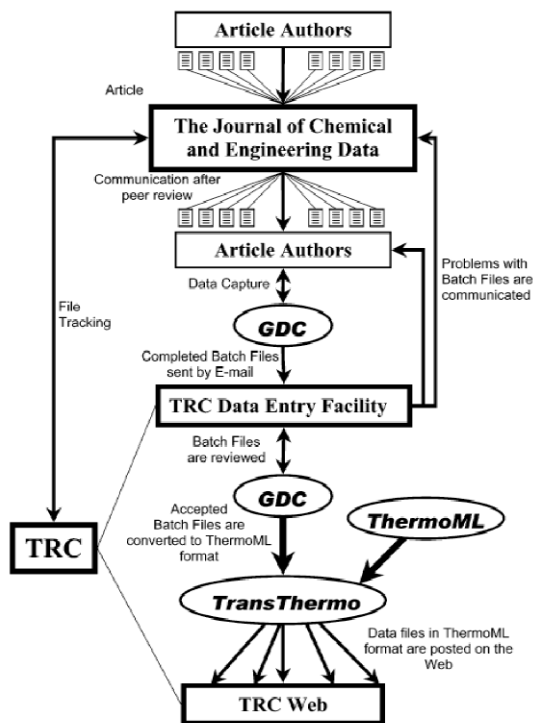 Article Authors
Article
The Journal of Chemical
and Engineering Data
Communication after
peer review
Article Authors
Problems with
Batch Files are
communicated
Data Capture
File
Tracking
GDC
Completed Batch Files
sent by E-mail
TRC Data Entry Facility
Batch Files
are reviewed
GDC
Accepted
Batch Files are
converted to ThermoML
format
ThermoML
TRC
TransThermo
Data files in ThermoML
format are posted on the
Web
TRC Web